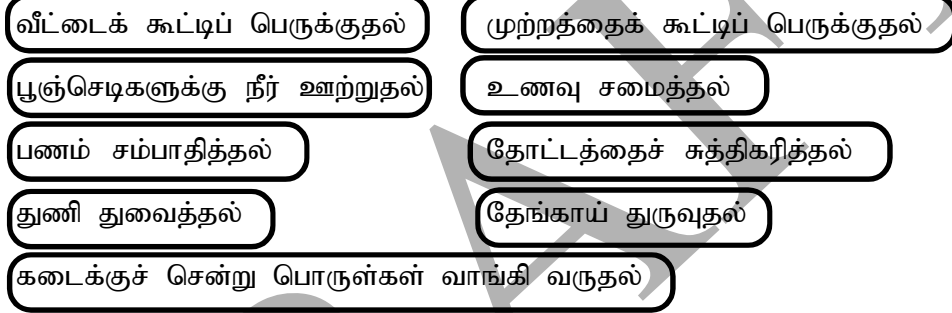 வீட்டைக் கூட்டிப் பெருக்குதல் முற்றத்தைக் கூட்டிப் பெருக்குதல்
பூஞ்செடிகளுக்கு நீர் ஊற்றுதல் உணவு சமைத்தல்
பணம் சம்பாதித்தல் தோட்டத்தைச் சுத்திகரித்தல்
துணி துவைத்தல் தேங்காய் துருவுதல்
கடைக்குச் சென்று பொருள்கள் வாங்கி வருதல்